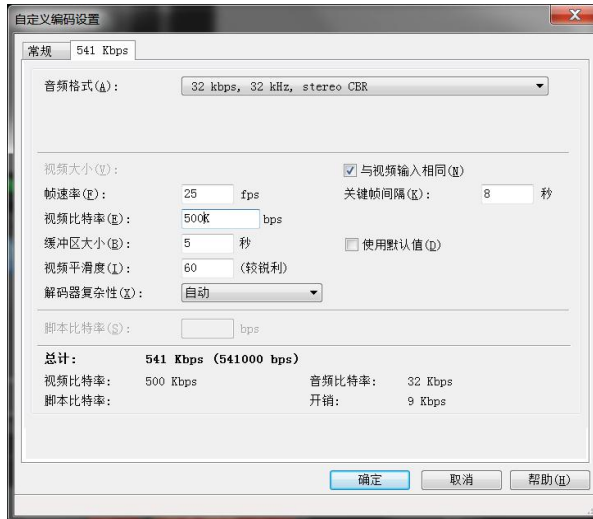 自定义编码设置
常规 541 Kbps
音频格式(A): 32 kbps, 32 kHz, stereo CBR
视频大小(V): 与视频输入相同(N)
帧速率(F): 25 fps 关键帧间隔(K): 8 秒
视频比特率(E): 500K bps
缓冲区大小(B): 5 秒 使用默认值(D)
视频平滑度(I): 60 (较锐利)
解码器复杂性(X): 自动
脚本比特率(S): bps
总计: 541 Kbps (541000 bps)
视频比特率: 500 Kbps 音频比特率: 32 Kbps
脚本比特率: 开销: 9 Kbps
确定 取消 帮助(H)